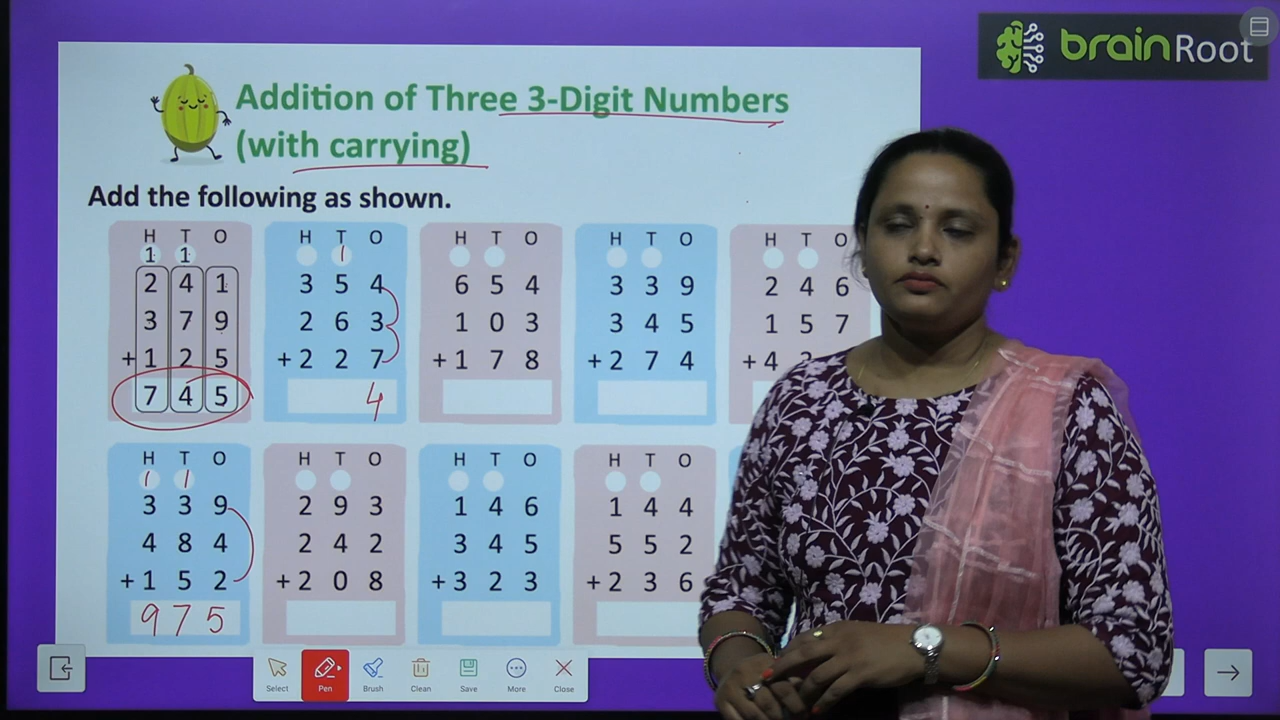 brainRoot
Addition of Three 3-Digit Numbers
(with carrying)
Add the following as shown.
H T O
1 1
2 4 1
3 7 9
+ 1 2 5
7 4 5
H T O
1
3 5 4
2 6 3
+ 2 2 7
4
H T O
6 5 4
1 0 3
+ 1 7 8
H T O
3 3 9
3 4 5
+ 2 7 4
H T O
2 4 6
1 5 7
+ 4
H T O
1 1
3 3 9
4 8 4
+ 1 5 2
9 7 5
H T O
2 9 3
2 4 2
+ 2 0 8
H T O
1 4 6
3 4 5
+ 3 2 3
H T O
1 4 4
5 5 2
+ 2 3 6
Select Pen Brush Clean Save More Close